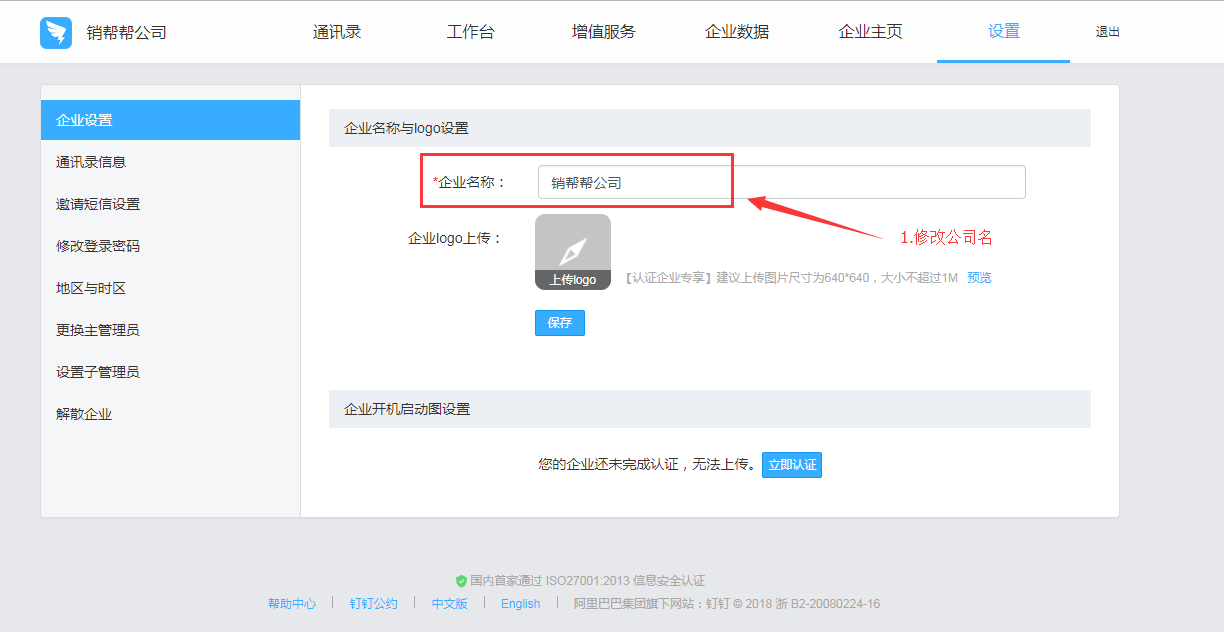 销帮帮公司 通讯录 工作台 增值服务 企业数据 企业主页 设置 退出
企业设置
通讯录信息
邀请短信设置
修改登录密码
地区与时区
更换主管理员
设置子管理员
解散企业
企业名称与logo设置
*企业名称： 销帮帮公司
企业logo上传：
1.修改公司名
上传logo 【认证企业专享】建议上传图片尺寸为640*640，大小不超过1M 预览
保存
企业开机启动图设置
您的企业还未完成认证，无法上传。 立即认证
国内首家通过 ISO27001:2013 信息安全认证
帮助中心 | 钉钉公约 | 中文版 | English | 阿里巴巴集团旗下网站：钉钉 © 2018 浙 B2-20080224-16